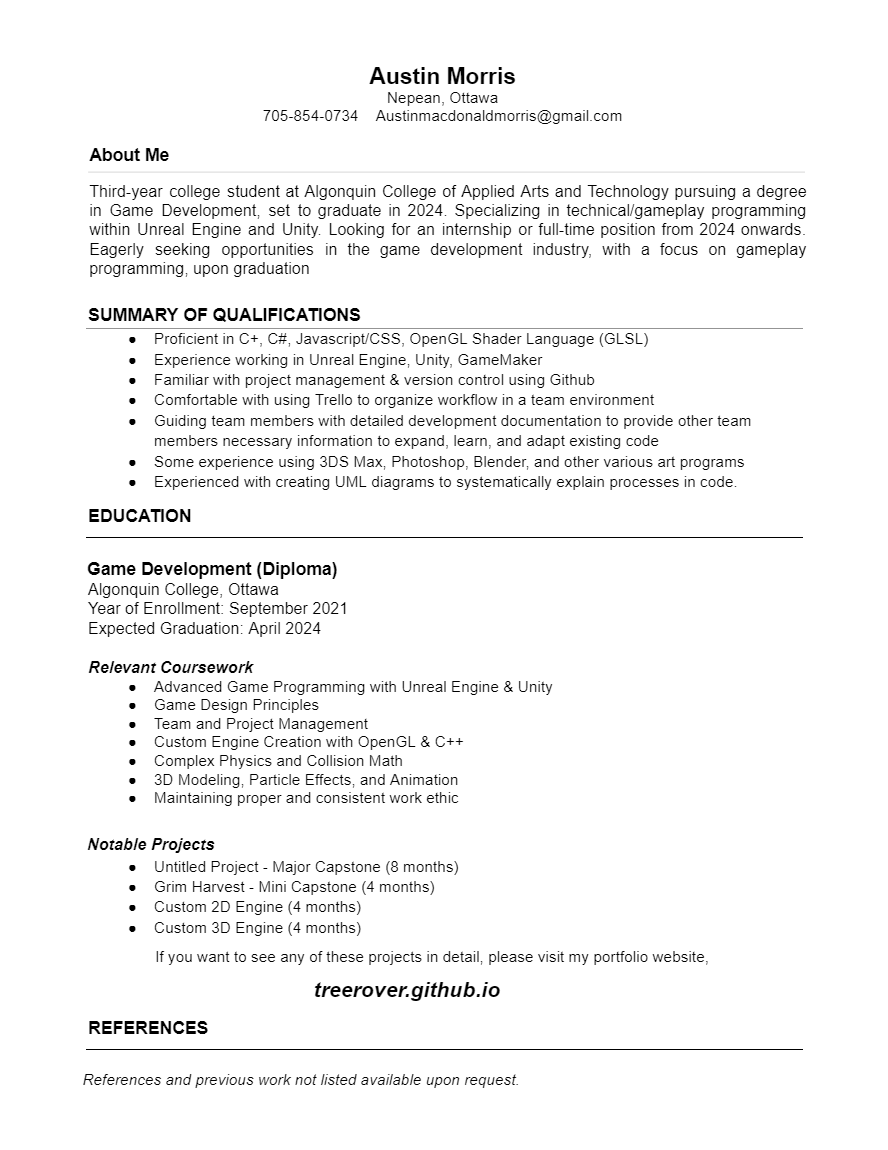 Austin Morris
Nepean, Ottawa
705-854-0734 Austinmacdonaldmorris@gmail.com
About Me
Third-year college student at Algonquin College of Applied Arts and Technology pursuing a degree
in Game Development, set to graduate in 2024. Specializing in technical/gameplay programming
within Unreal Engine and Unity. Looking for an internship or full-time position from 2024 onwards.
Eagerly seeking opportunities in the game development industry, with a focus on gameplay
programming, upon graduation
SUMMARY OF QUALIFICATIONS
● Proficient in C+, C#, Javascript/CSS, OpenGL Shader Language (GLSL)
● Experience working in Unreal Engine, Unity, GameMaker
● Familiar with project management & version control using Github
● Comfortable with using Trello to organize workflow in a team environment
● Guiding team members with detailed development documentation to provide other team
members necessary information to expand, learn, and adapt existing code
● Some experience using 3DS Max, Photoshop, Blender, and other various art programs
● Experienced with creating UML diagrams to systematically explain processes in code.
EDUCATION
Game Development (Diploma)
Algonquin College, Ottawa
Year of Enrollment: September 2021
Expected Graduation: April 2024
Relevant Coursework
● Advanced Game Programming with Unreal Engine & Unity
● Game Design Principles
● Team and Project Management
● Custom Engine Creation with OpenGL & C++
● Complex Physics and Collision Math
● 3D Modeling, Particle Effects, and Animation
● Maintaining proper and consistent work ethic
Notable Projects
● Untitled Project - Major Capstone (8 months)
● Grim Harvest - Mini Capstone (4 months)
● Custom 2D Engine (4 months)
● Custom 3D Engine (4 months)
If you want to see any of these projects in detail, please visit my portfolio website,
treerover.github.io
REFERENCES
References and previous work not listed available upon request.